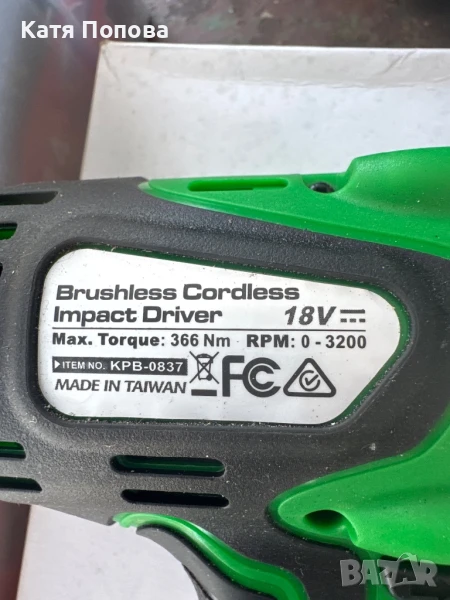 Катя Попова
Brushless Cordless
Impact Driver 18V
Max. Torque: 366 Nm RPM: 0 - 3200
ITEM NO. KPB-0837
MADE IN TAIWAN FC
BAZAR